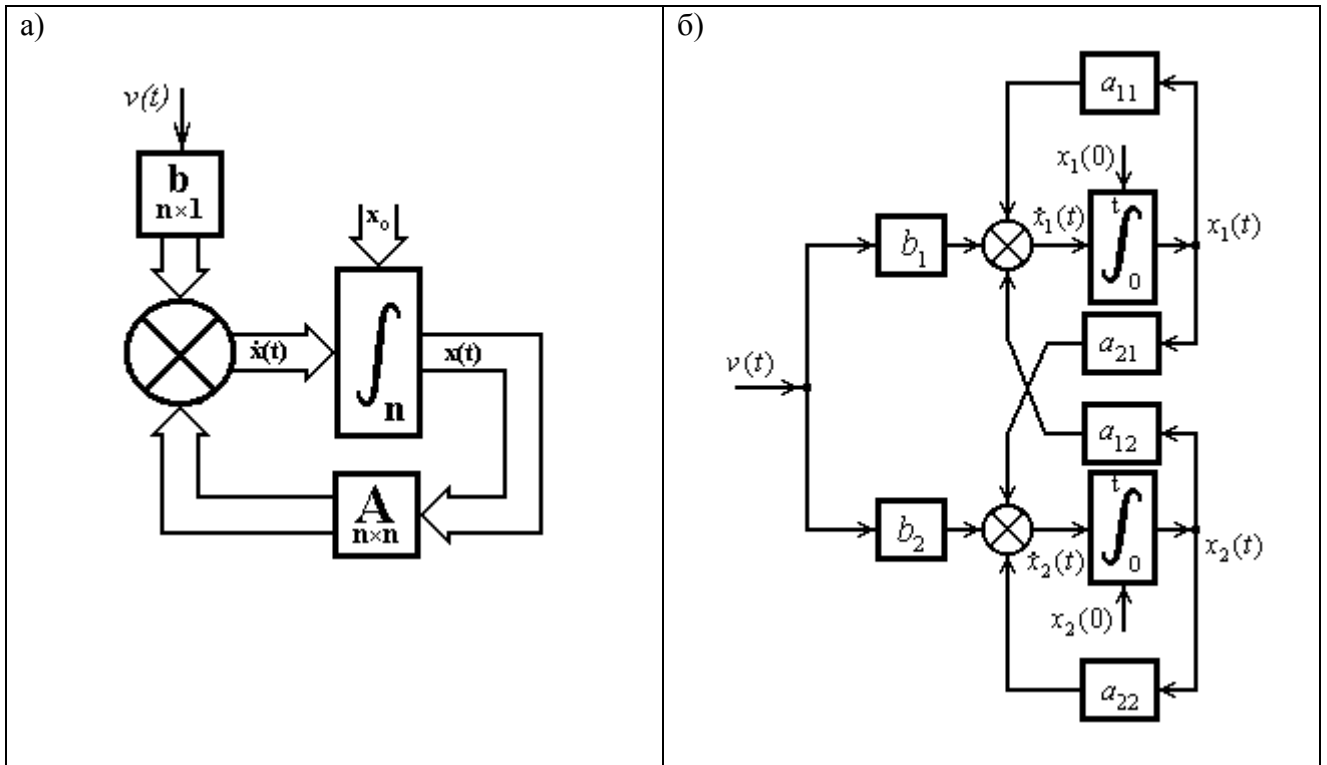 а)
v(t)
b
n×1
x₀
ẋ(t)
∫
n
x(t)
A
n×n
б)
a₁₁
x₁(0)
b₁
ẋ₁(t)
t
∫
0
x₁(t)
a₂₁
v(t)
a₁₂
b₂
ẋ₂(t)
t
∫
0
x₂(t)
x₂(0)
a₂₂